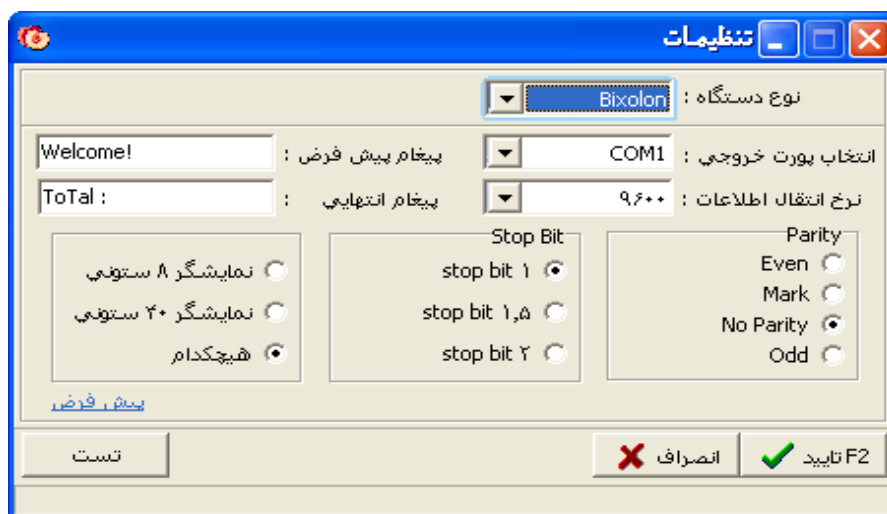 تنظیمات
نوع دستگاه : Bixolon
انتخاب پورت خروجي : COM1
پیغام پیش فرض : Welcome!
نرخ انتقال اطلاعات : ۹,۶۰۰
پیغام انتهایي : ToTal :
Parity
Even
Mark
No Parity
Odd
Stop Bit
stop bit ۱
stop bit ۱,۵
stop bit ۲
نمایشگر ۸ ستوني
نمایشگر ۴۰ ستوني
هیچکدام
پیش فرض
F2 تایید
انصراف
تست